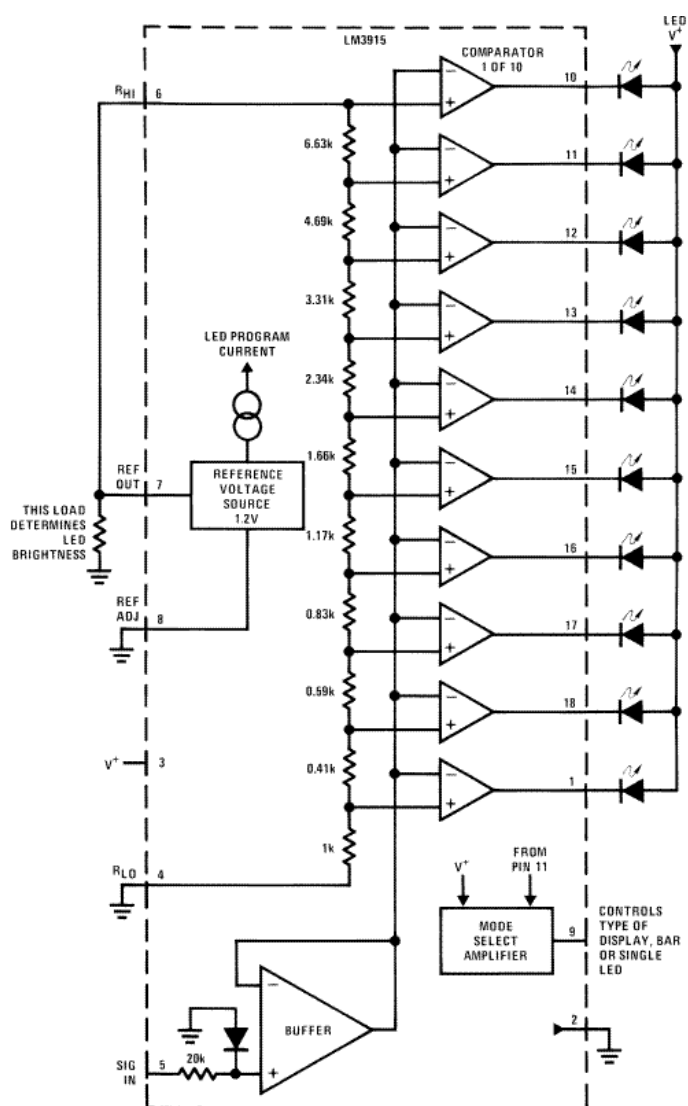 LED
V+
LM3915
COMPARATOR
1 OF 10
10
RHI
6
6.63k
11
4.69k
12
3.31k
13
LED PROGRAM
CURRENT
2.34k
14
1.66k
15
REF
OUT
7
REFERENCE
VOLTAGE
SOURCE
1.2V
THIS LOAD
DETERMINES
LED
BRIGHTNESS
1.17k
16
REF
ADJ
8
0.83k
17
0.59k
18
V+
3
0.41k
1
1k
RLO
4
V+
FROM
PIN 11
MODE
SELECT
AMPLIFIER
9
CONTROLS
TYPE OF
DISPLAY, BAR
OR SINGLE
LED
BUFFER
2
SIG
IN
5
20k